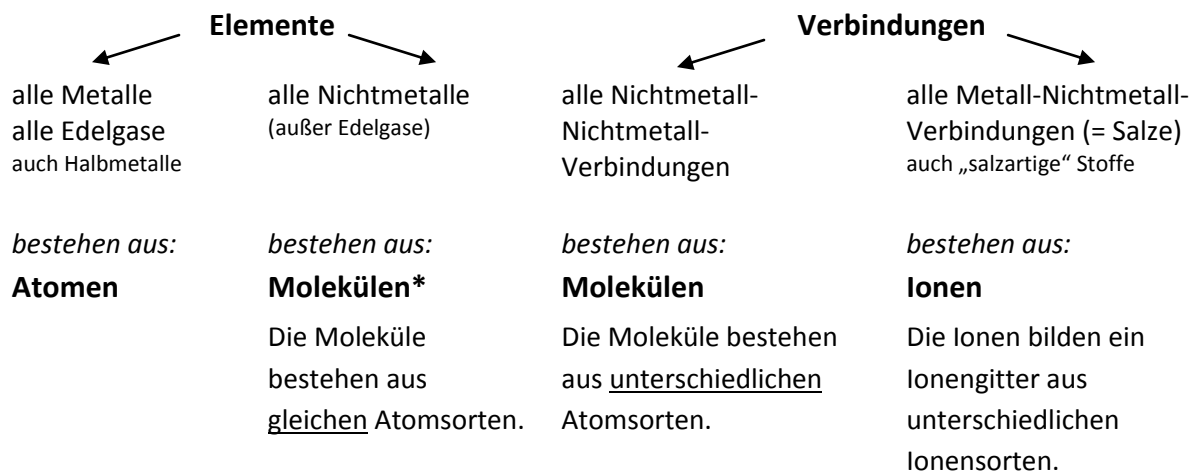 Elemente
Verbindungen
alle Metalle
alle Edelgase
auch Halbmetalle
alle Nichtmetalle
(außer Edelgase)
alle Nichtmetall-
Nichtmetall-
Verbindungen
alle Metall-Nichtmetall-
Verbindungen (= Salze)
auch „salzartige“ Stoffe
bestehen aus:
Atomen
bestehen aus:
Molekülen*
Die Moleküle
bestehen aus
gleichen Atomsorten.
bestehen aus:
Molekülen
Die Moleküle bestehen
aus unterschiedlichen
Atomsorten.
bestehen aus:
Ionen
Die Ionen bilden ein
Ionengitter aus
unterschiedlichen
Ionensorten.